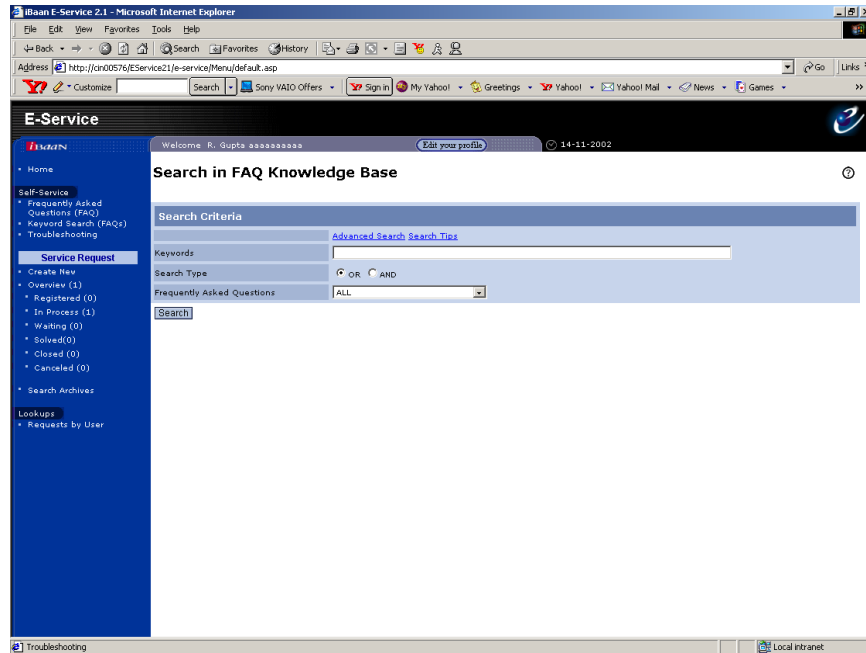 iBaan E-Service 2.1 - Microsoft Internet Explorer
File Edit View Favorites Tools Help
Back Search Favorites History
Address http://cin00576/EService21/e-service/Menu/default.asp Go Links
Y! Customize Search Sony VAIO Offers Sign in My Yahoo! Greetings Yahoo! Yahoo! Mail News Games »
E-Service
iBaan Welcome R. Gupta aaaaaaaaaa Edit your profile 14-11-2002
Home
Search in FAQ Knowledge Base ?
Self-Service
Frequently Asked
Questions (FAQ)
Keyword Search (FAQs)
Troubleshooting
Service Request
Create New
Overview (1)
Registered (0)
In Process (1)
Waiting (0)
Solved(0)
Closed (0)
Canceled (0)
Search Archives
Lookups
Requests by User
Search Criteria
Advanced Search Search Tips
Keywords
Search Type OR AND
Frequently Asked Questions ALL
Search
Troubleshooting Local intranet